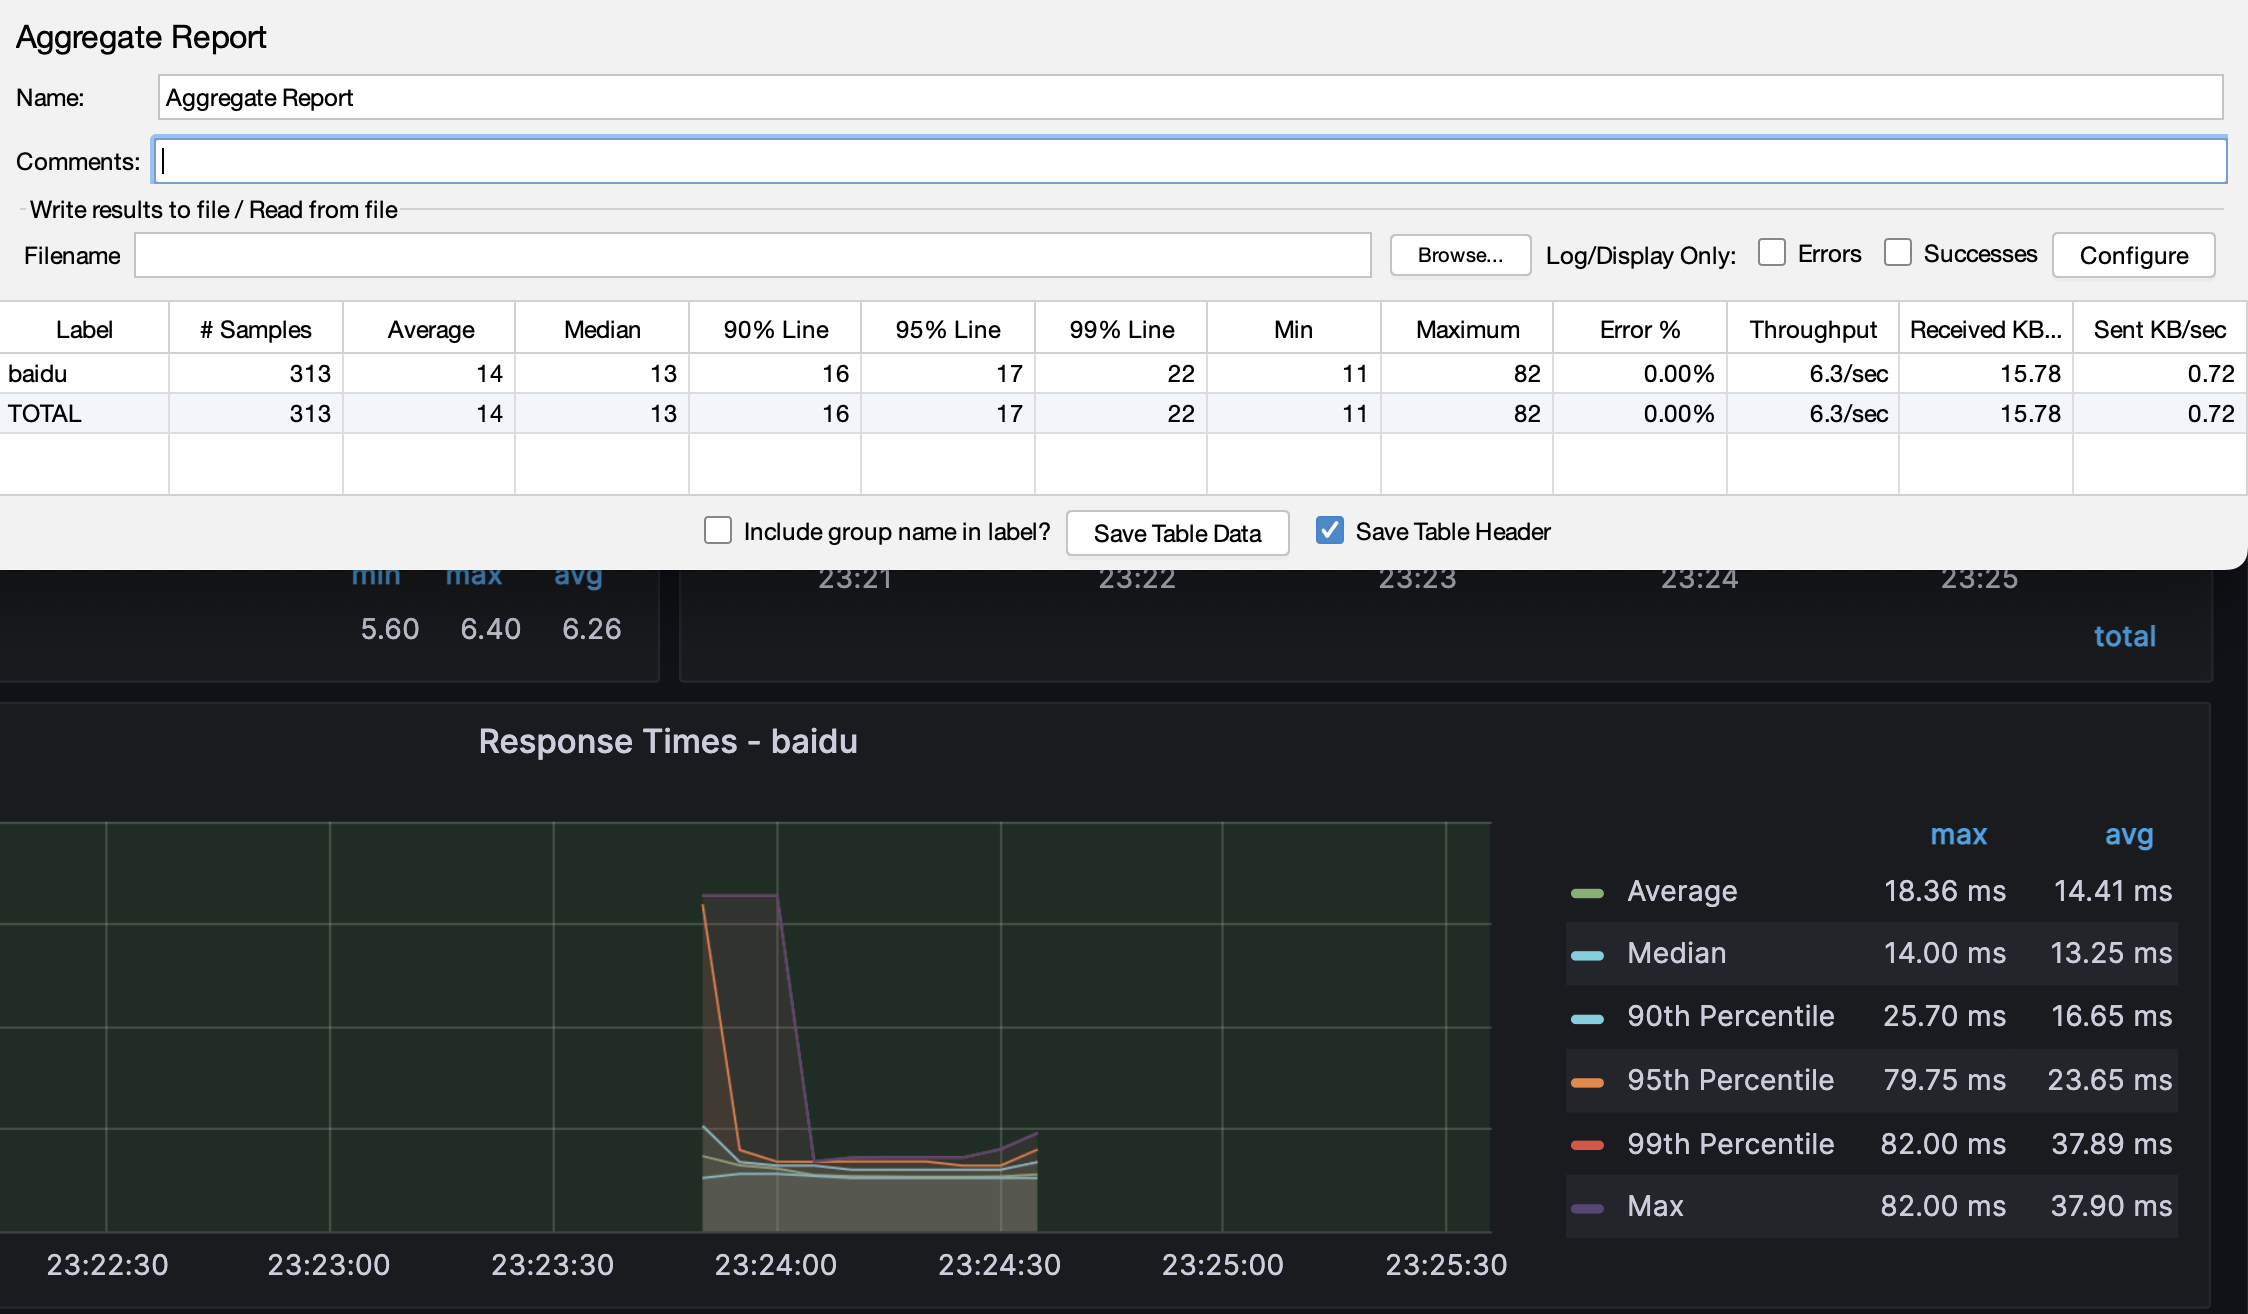 Aggregate Report
Name: Aggregate Report
Comments:
Write results to file / Read from file
Filename Browse... Log/Display Only: Errors Successes Configure
Label # Samples Average Median 90% Line 95% Line 99% Line Min Maximum Error % Throughput Received KB... Sent KB/sec
baidu 313 14 13 16 17 22 11 82 0.00% 6.3/sec 15.78 0.72
TOTAL 313 14 13 16 17 22 11 82 0.00% 6.3/sec 15.78 0.72
Include group name in label? Save Table Data Save Table Header
min max avg
5.60 6.40 6.26
23:21 23:22 23:23 23:24 23:25
total
Response Times - baidu
max avg
Average 18.36 ms 14.41 ms
Median 14.00 ms 13.25 ms
90th Percentile 25.70 ms 16.65 ms
95th Percentile 79.75 ms 23.65 ms
99th Percentile 82.00 ms 37.89 ms
Max 82.00 ms 37.90 ms
23:22:30 23:23:00 23:23:30 23:24:00 23:24:30 23:25:00 23:25:30